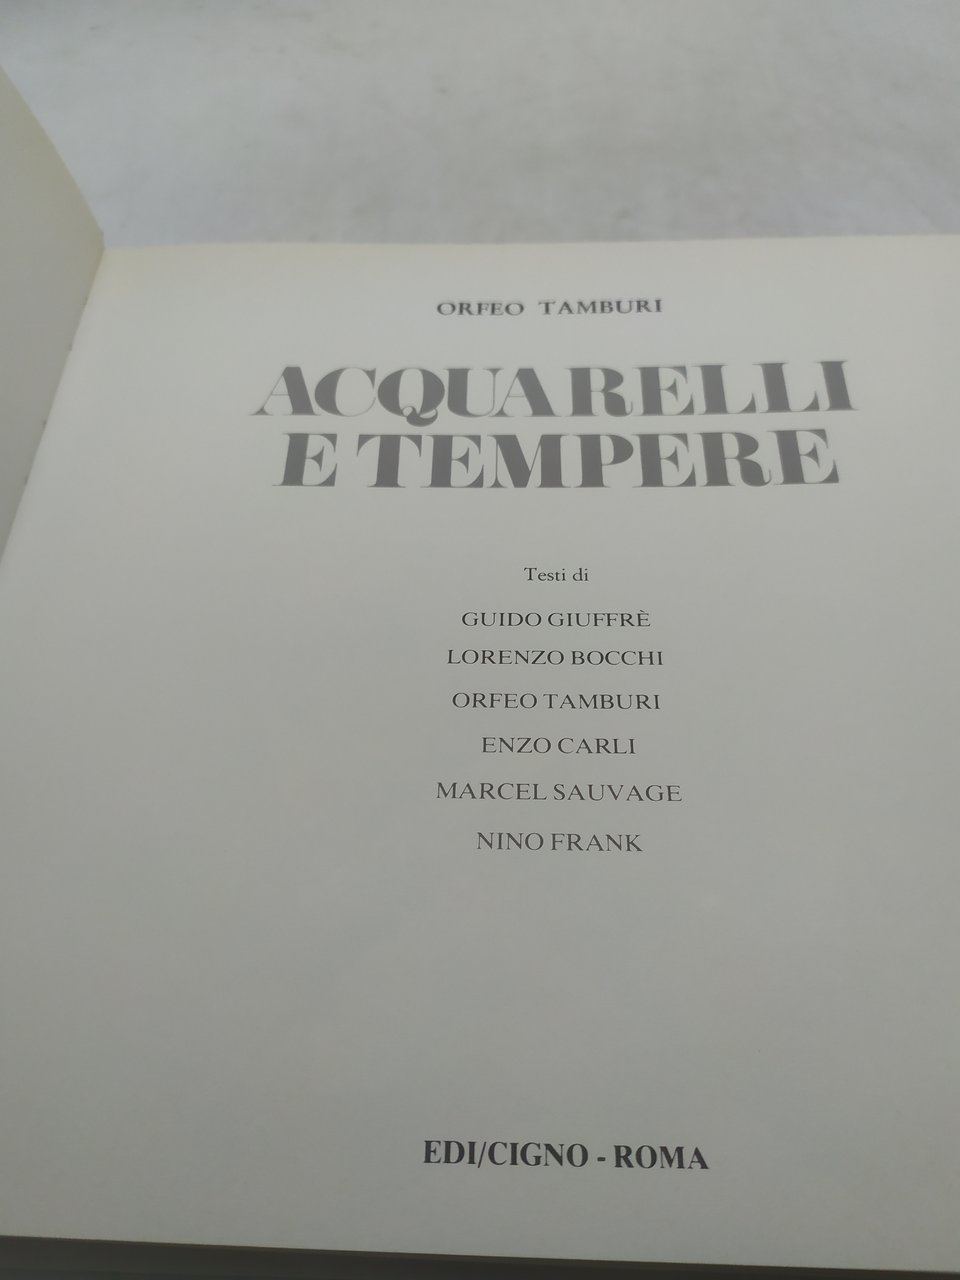 ORFEO TAMBURI
ACQUARELLI
E TEMPERE
Testi di
GUIDO GIUFFRÈ
LORENZO BOCCHI
ORFEO TAMBURI
ENZO CARLI
MARCEL SAUVAGE
NINO FRANK
EDI/CIGNO - ROMA